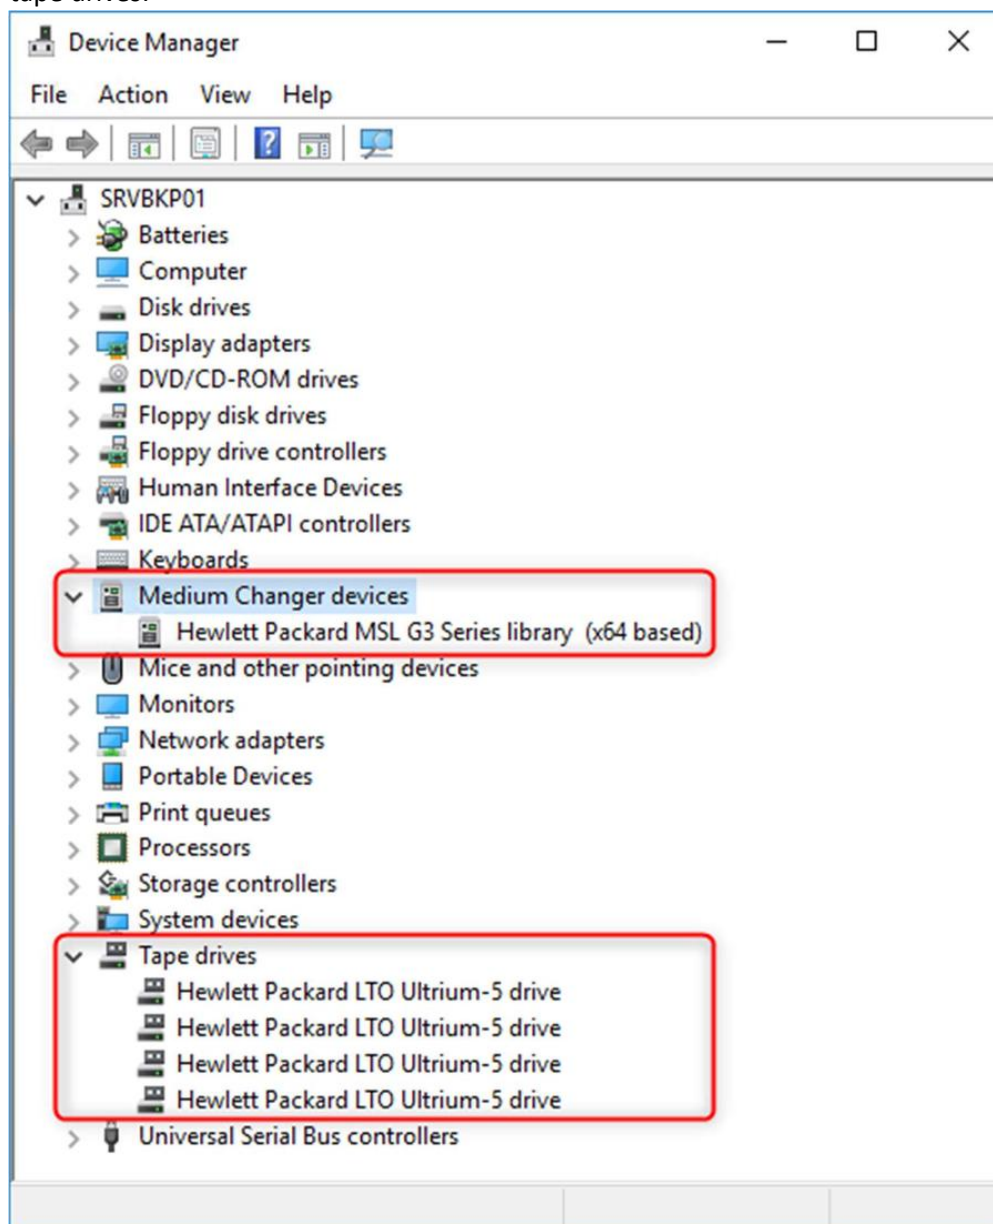 tape drives.
Device Manager
File Action View Help
SRVBKP01
Batteries
Computer
Disk drives
Display adapters
DVD/CD-ROM drives
Floppy disk drives
Floppy drive controllers
Human Interface Devices
IDE ATA/ATAPI controllers
Keyboards
Medium Changer devices
Hewlett Packard MSL G3 Series library (x64 based)
Mice and other pointing devices
Monitors
Network adapters
Portable Devices
Print queues
Processors
Storage controllers
System devices
Tape drives
Hewlett Packard LTO Ultrium-5 drive
Hewlett Packard LTO Ultrium-5 drive
Hewlett Packard LTO Ultrium-5 drive
Hewlett Packard LTO Ultrium-5 drive
Universal Serial Bus controllers